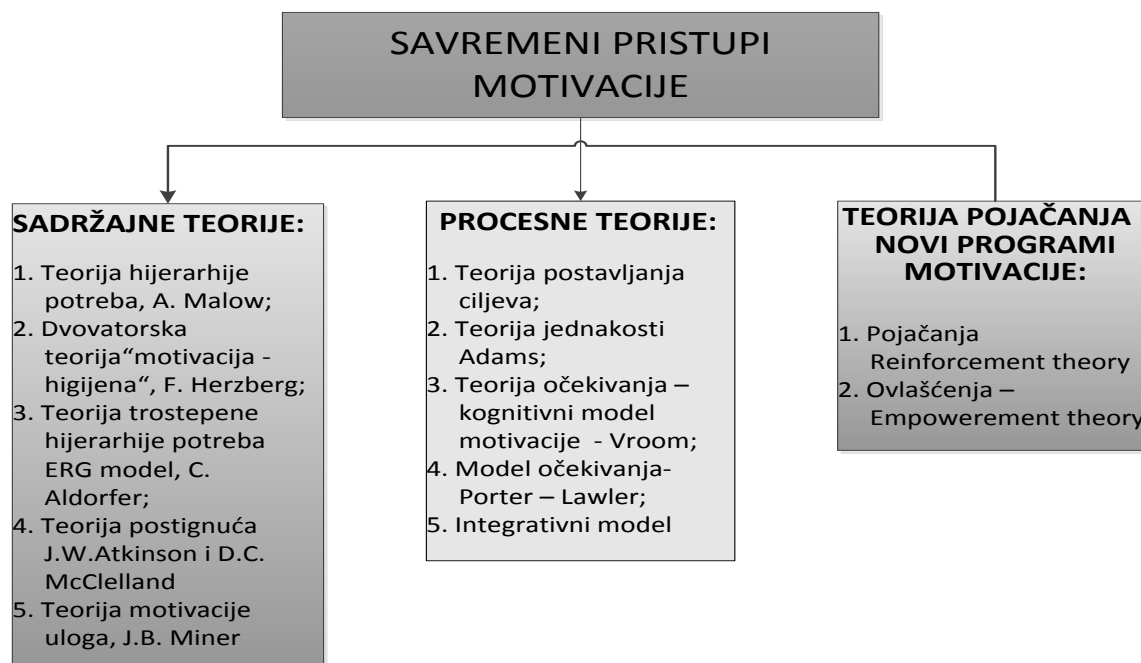 SAVREMENI PRISTUPI
MOTIVACIJE
SADRŽAJNE TEORIJE:
1. Teorija hijerarhije
potreba, A. Malow;
2. Dvovatorska
teorija“motivacija -
higijena“, F. Herzberg;
3. Teorija trostepene
hijerarhije potreba
ERG model, C.
Aldorfer;
4. Teorija postignuća
J.W.Atkinson i D.C.
McClelland
5. Teorija motivacije
uloga, J.B. Miner
PROCESNE TEORIJE:
1. Teorija postavljanja
ciljeva;
2. Teorija jednakosti
Adams;
3. Teorija očekivanja –
kognitivni model
motivacije - Vroom;
4. Model očekivanja-
Porter – Lawler;
5. Integrativni model
TEORIJA POJAČANJA
NOVI PROGRAMI
MOTIVACIJE:
1. Pojačanja
Reinforcement theory
2. Ovlašćenja –
Empowerement theory